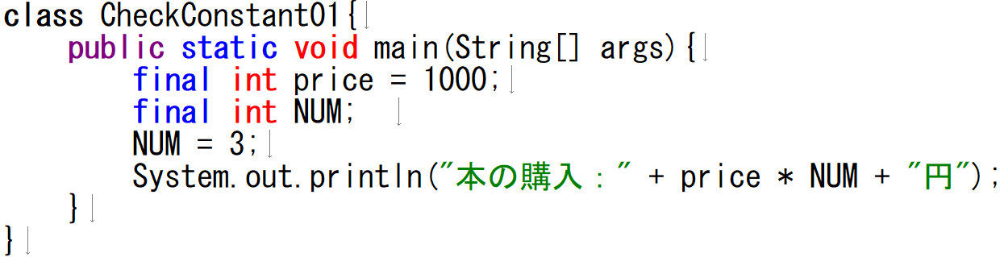 class CheckConstant01{↓
    public static void main(String[] args){↓
        final int price = 1000;↓
        final int NUM;  ↓
        NUM = 3;↓
        System.out.println("本の購入：" + price * NUM + "円");
    }↓
}↓